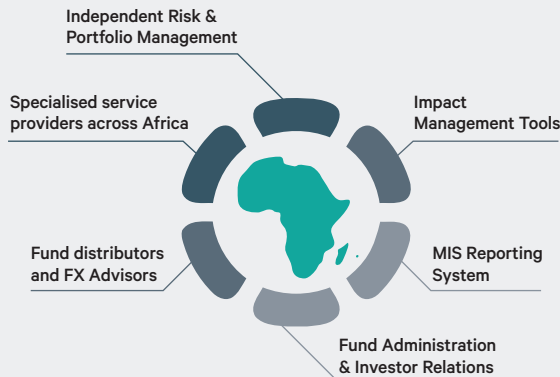 Independent Risk &
Portfolio Management
Specialised service
providers across Africa
Impact
Management Tools
Fund distributors
and FX Advisors
MIS Reporting
System
Fund Administration
& Investor Relations